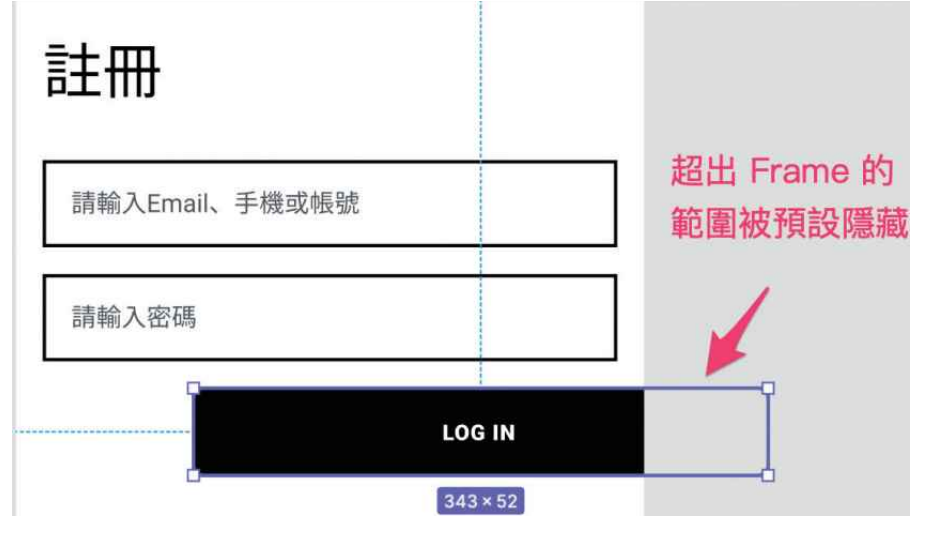 註冊
請輸入Email、手機或帳號
超出 Frame 的
範圍被預設隱藏
請輸入密碼
LOG IN
343 × 52